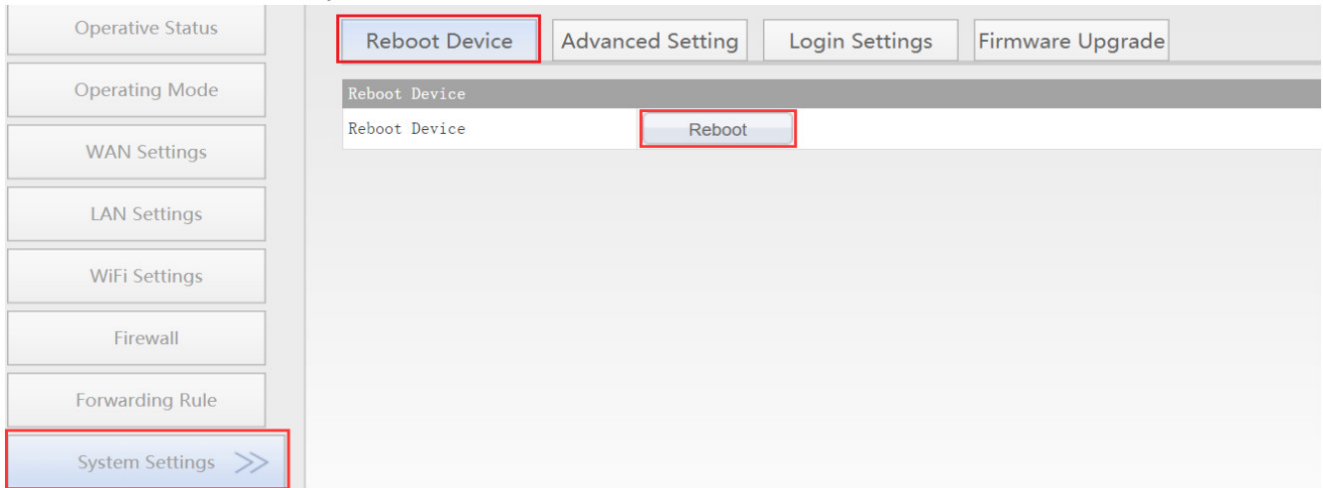 Operative Status
Operating Mode
WAN Settings
LAN Settings
WiFi Settings
Firewall
Forwarding Rule
System Settings >>
Reboot Device Advanced Setting Login Settings Firmware Upgrade
Reboot Device
Reboot Device Reboot